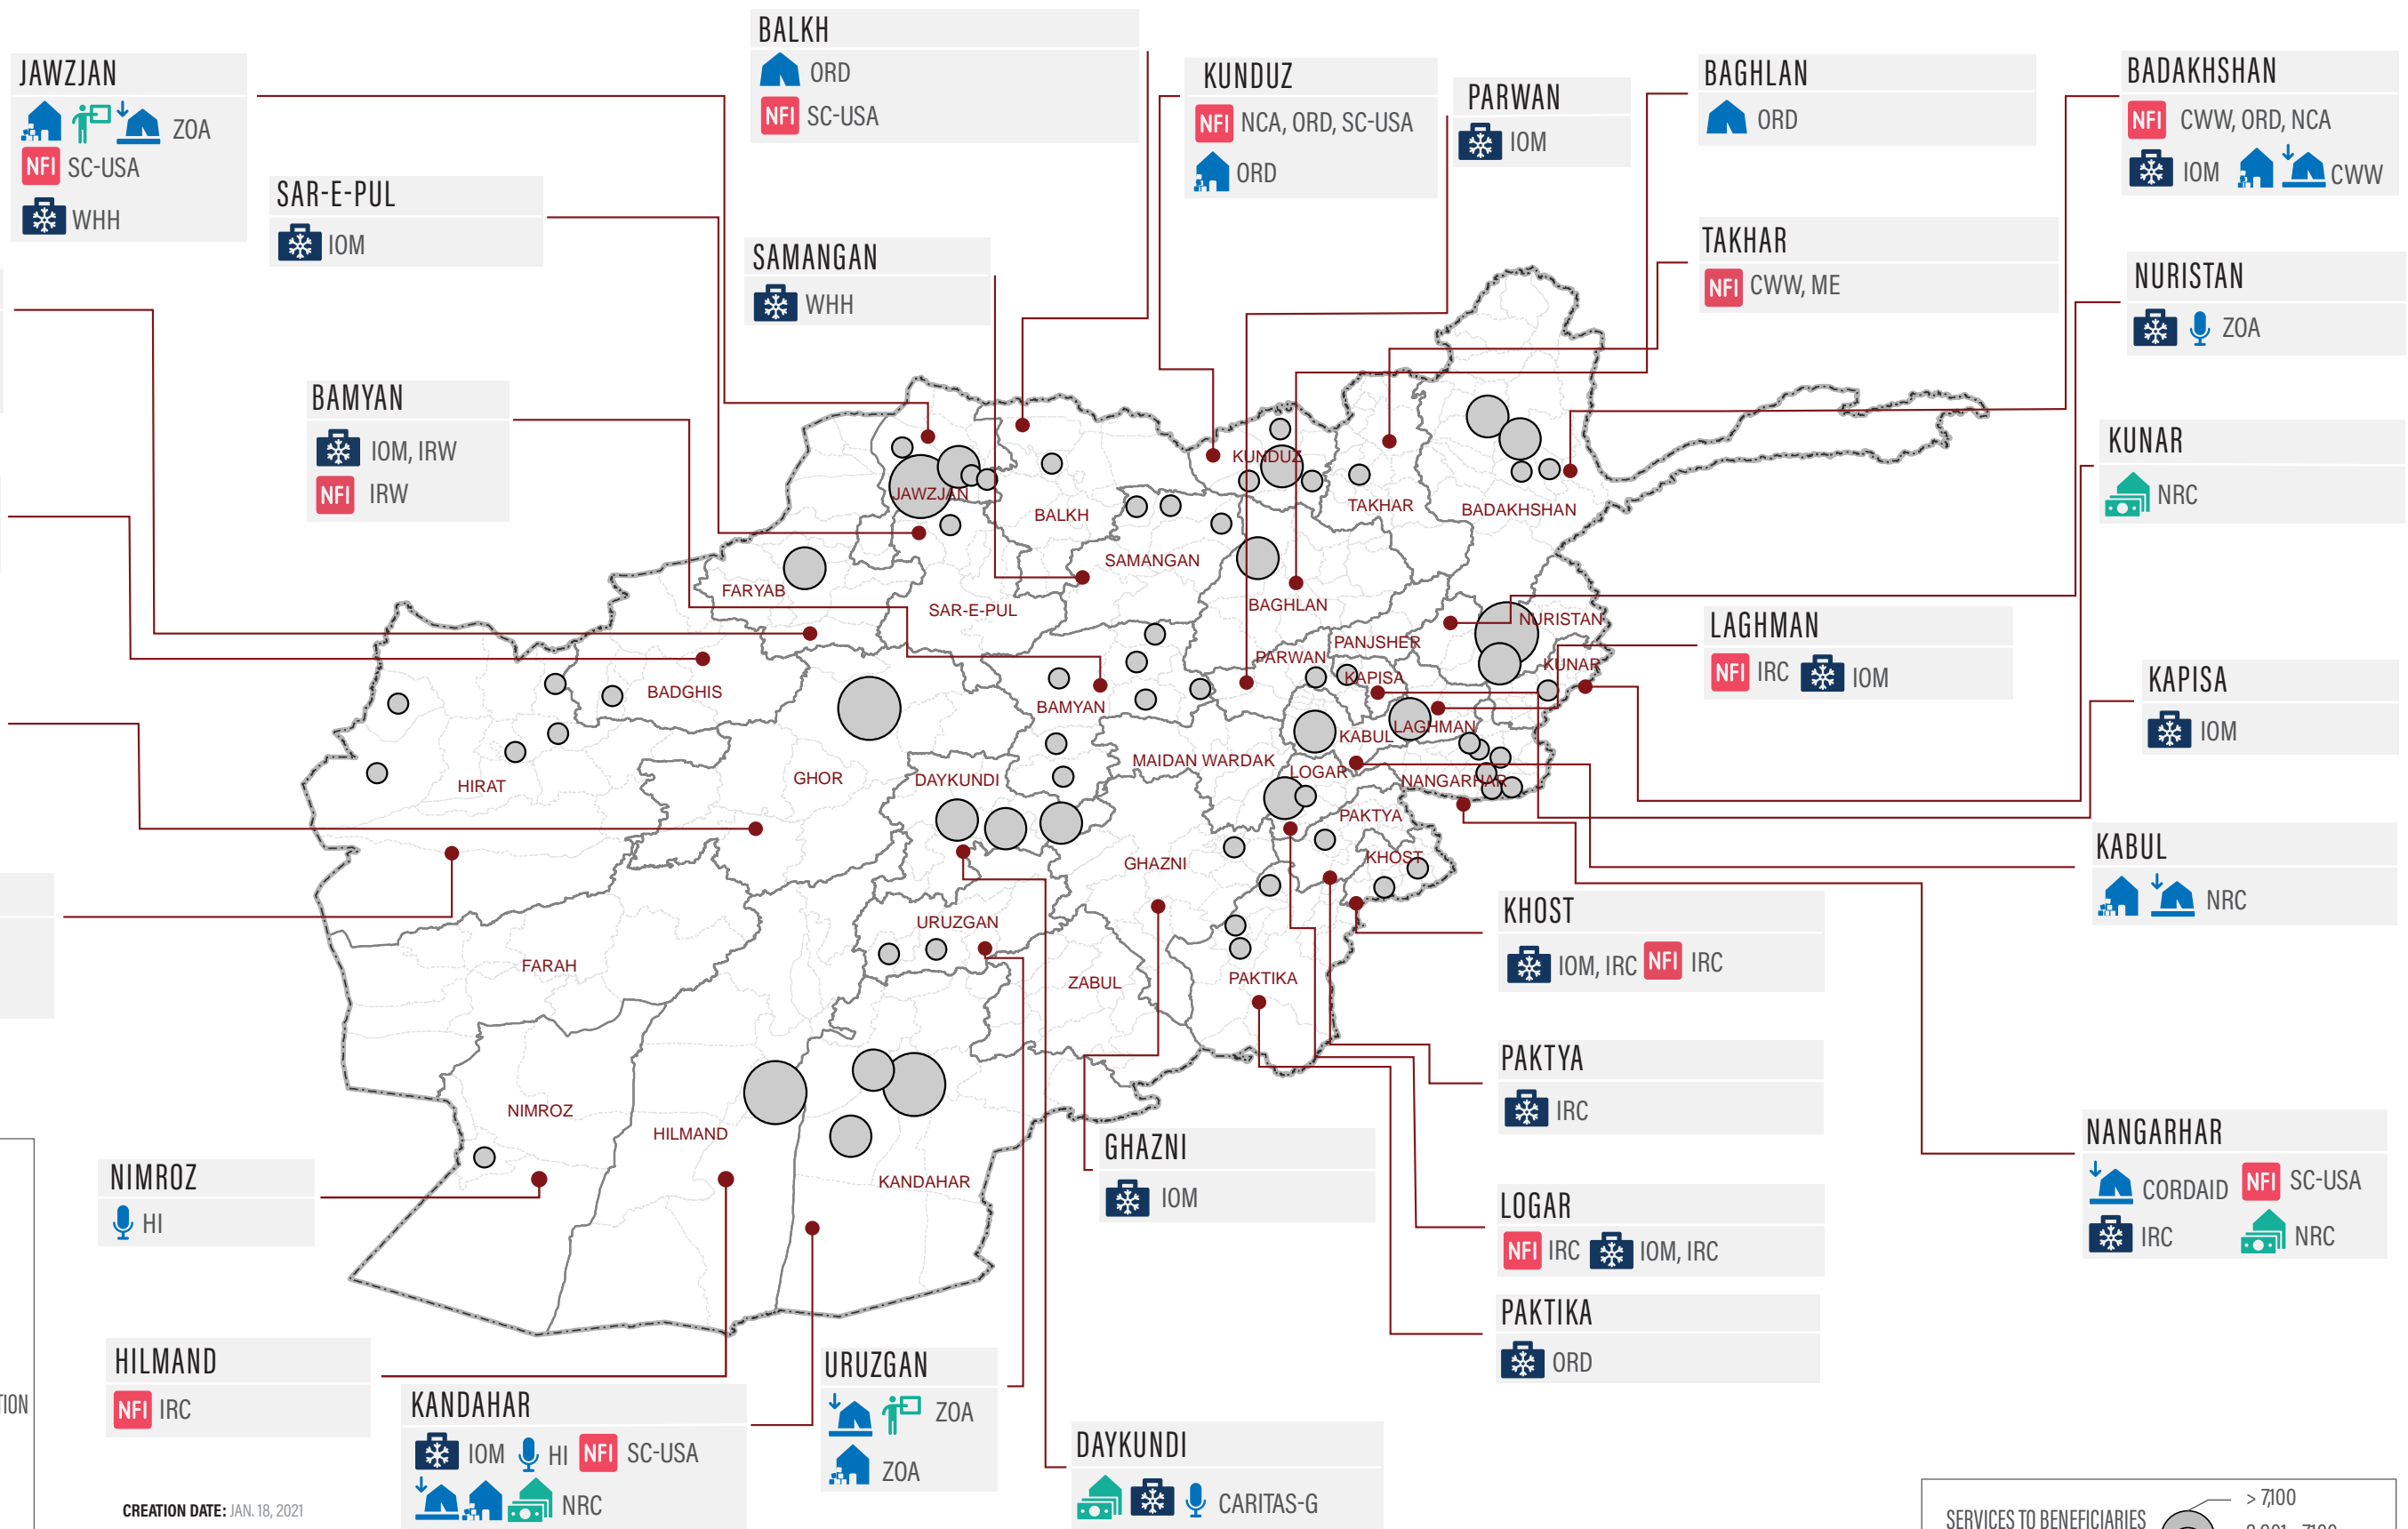 BALKH
ORD
NFI SC-USA
JAWZJAN
ZOA
NFI SC-USA
WHH
SAR-E-PUL
IOM
SAMANGAN
WHH
KUNDUZ
NFI NCA, ORD, SC-USA
ORD
PARWAN
IOM
BAGHLAN
ORD
TAKHAR
NFI CWW, ME
BADAKHSHAN
NFI CWW, ORD, NCA
IOM CWW
NURISTAN
ZOA
BAMYAN
IOM, IRW
NFI IRW
KUNAR
NRC
LAGHMAN
NFI IRC IOM
KAPISA
IOM
KABUL
NRC
KHOST
IOM, IRC NFI IRC
PAKTYA
IRC
NANGARHAR
CORDAID NFI SC-USA
IRC NRC
LOGAR
NFI IRC IOM, IRC
PAKTIKA
ORD
GHAZNI
IOM
NIMROZ
HI
HILMAND
NFI IRC
KANDAHAR
IOM HI NFI SC-USA
NRC
URUZGAN
ZOA
ZOA
DAYKUNDI
CARITAS-G
JAWZJAN
BALKH
KUNDUZ
TAKHAR
BADAKHSHAN
FARYAB
SAR-E-PUL
SAMANGAN
BAGHLAN
NURISTAN
PANJSHER
PARWAN
KUNAR
KAPISA
BADGHIS
BAMYAN
LAGHMAN
KABUL
MAIDAN WARDAK
LOGAR
NANGARHAR
HIRAT
GHOR
DAYKUNDI
PAKTYA
KHOST
GHAZNI
URUZGAN
FARAH
ZABUL
PAKTIKA
NIMROZ
HILMAND
KANDAHAR
TION
CREATION DATE: JAN. 18, 2021
SERVICES TO BENEFICIARIES
> 7,100